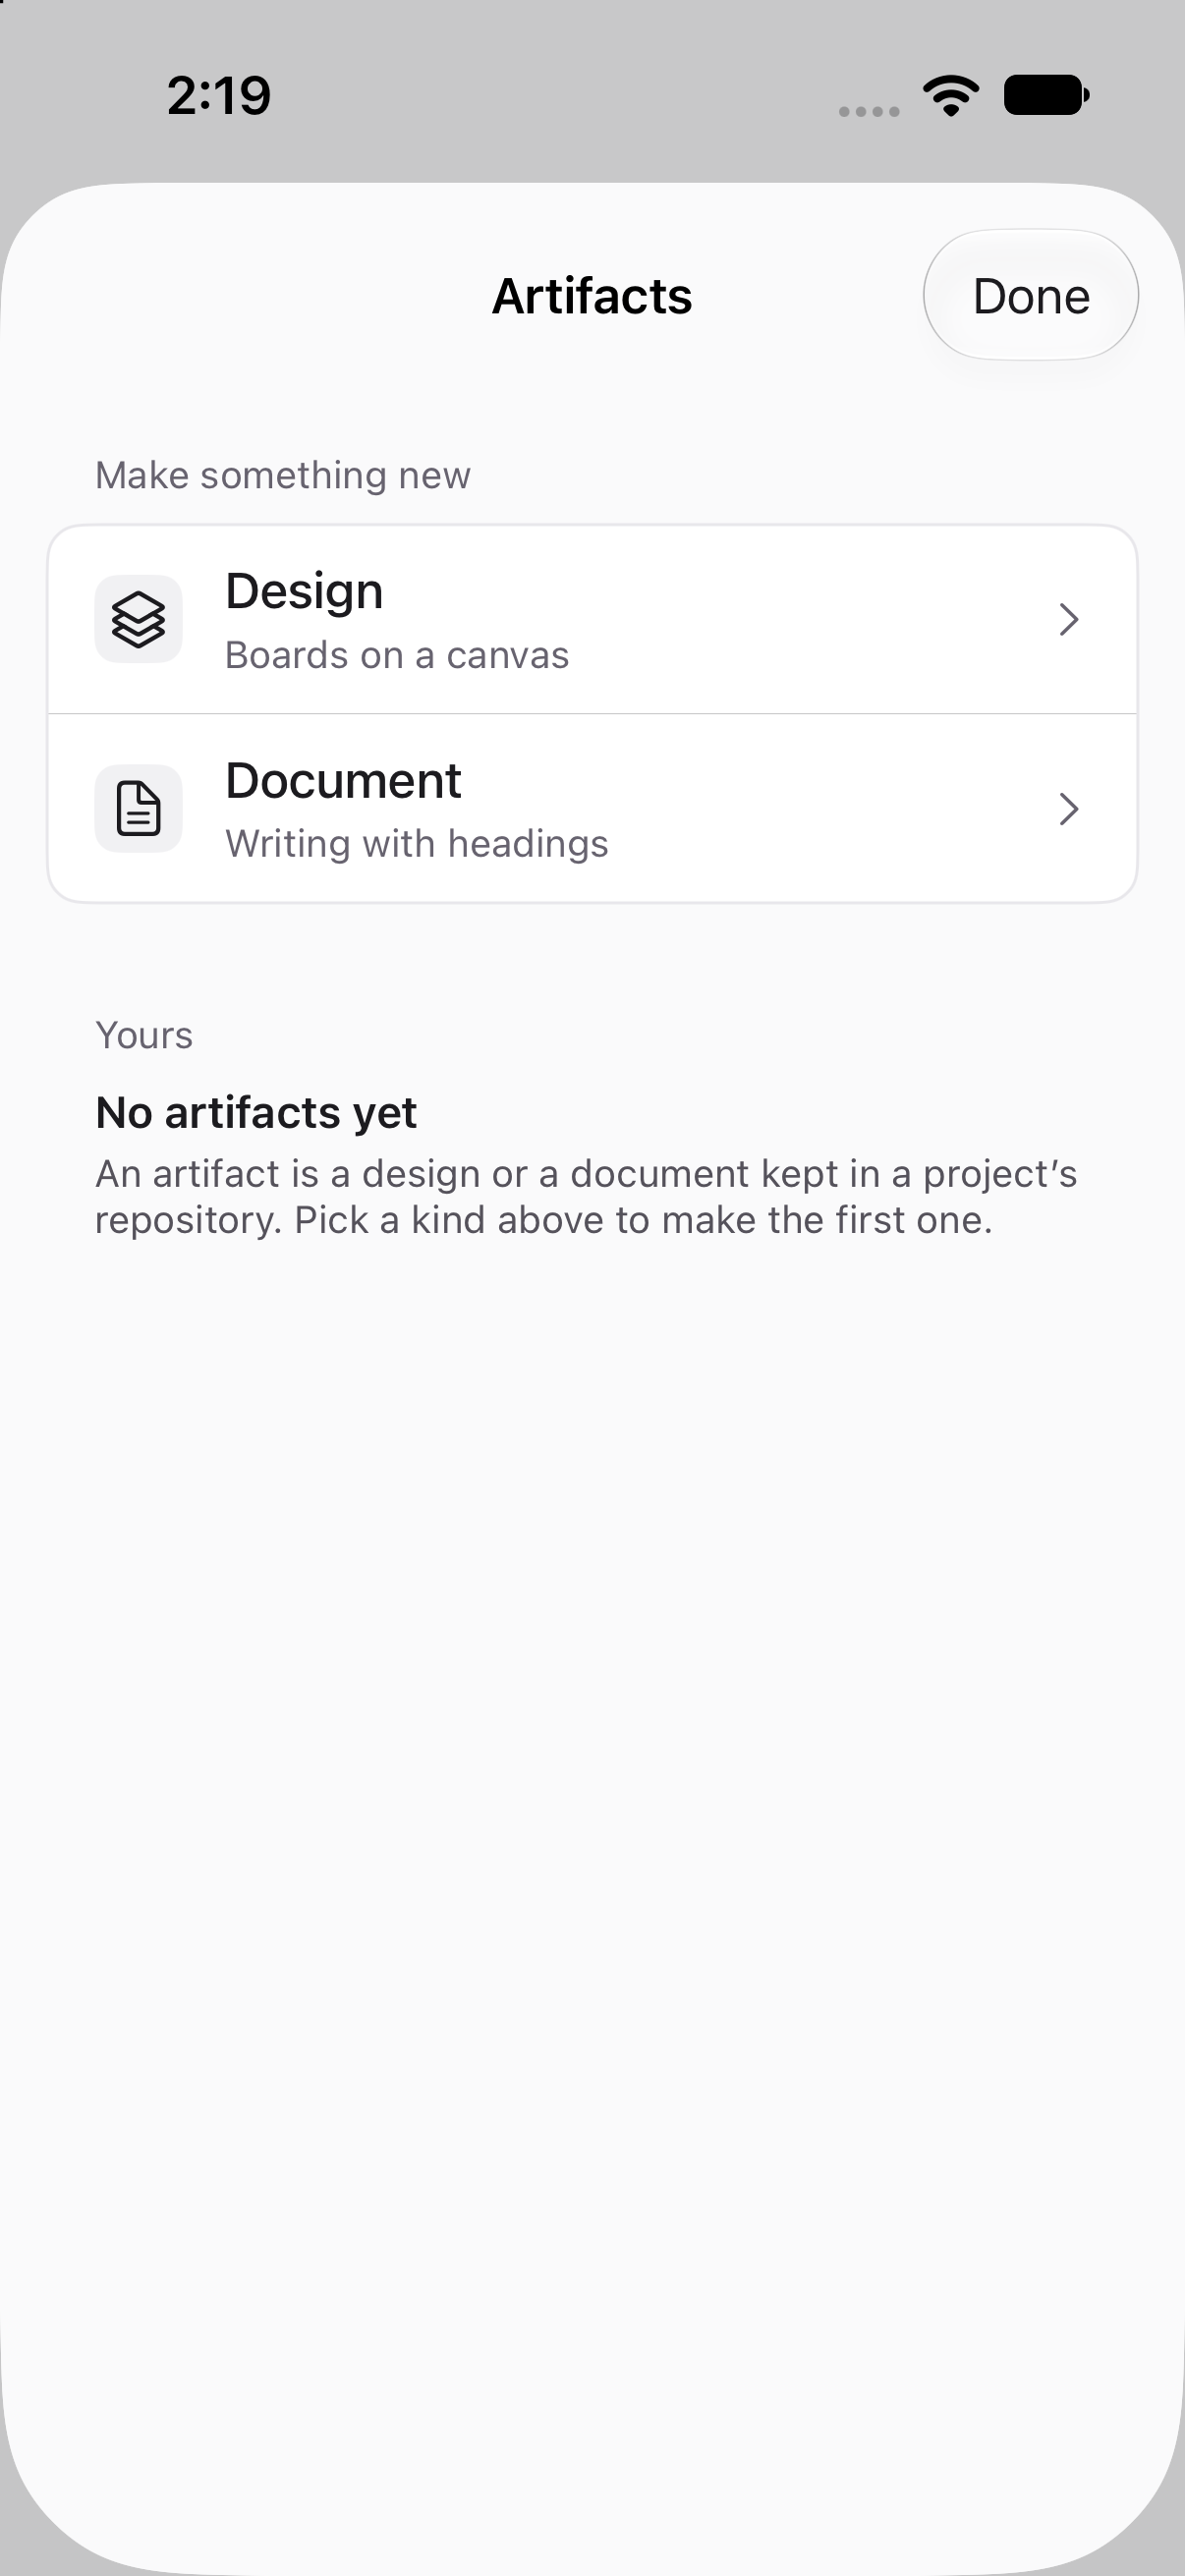 2:19
Artifacts
Done
Make something new
Design
Boards on a canvas
Document
Writing with headings
Yours
No artifacts yet
An artifact is a design or a document kept in a project’s
repository. Pick a kind above to make the first one.